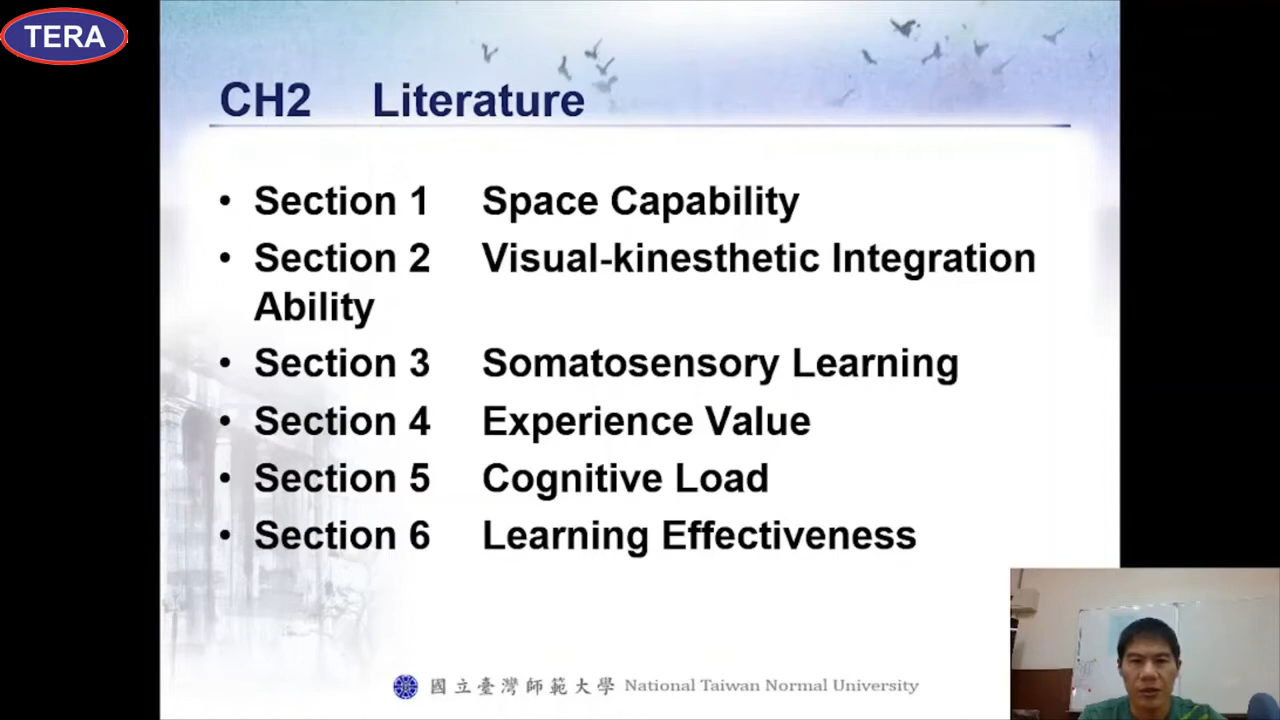 TERA
CH2 Literature
• Section 1 Space Capability
• Section 2 Visual-kinesthetic Integration
Ability
• Section 3 Somatosensory Learning
• Section 4 Experience Value
• Section 5 Cognitive Load
• Section 6 Learning Effectiveness
國立臺灣師範大學 National Taiwan Normal University